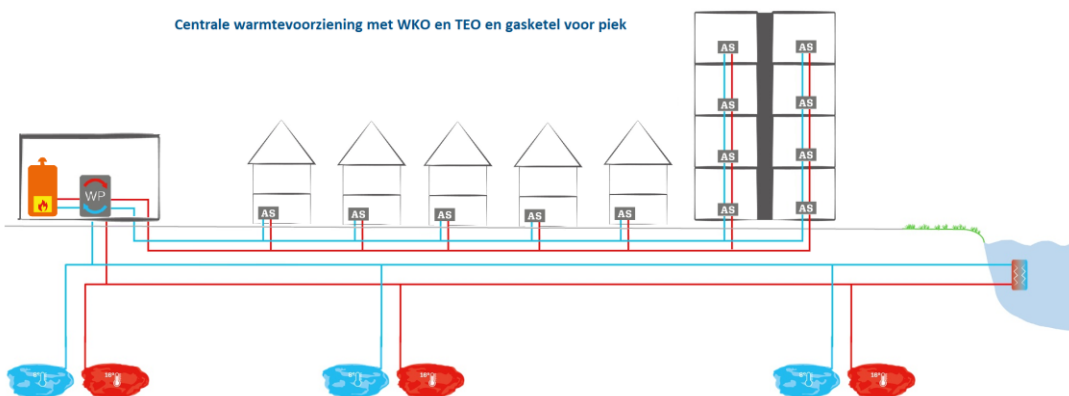 Centrale warmtevoorziening met WKO en TEO en gasketel voor piek
AS AS
AS AS
AS AS
WP
AS AS AS AS AS AS AS